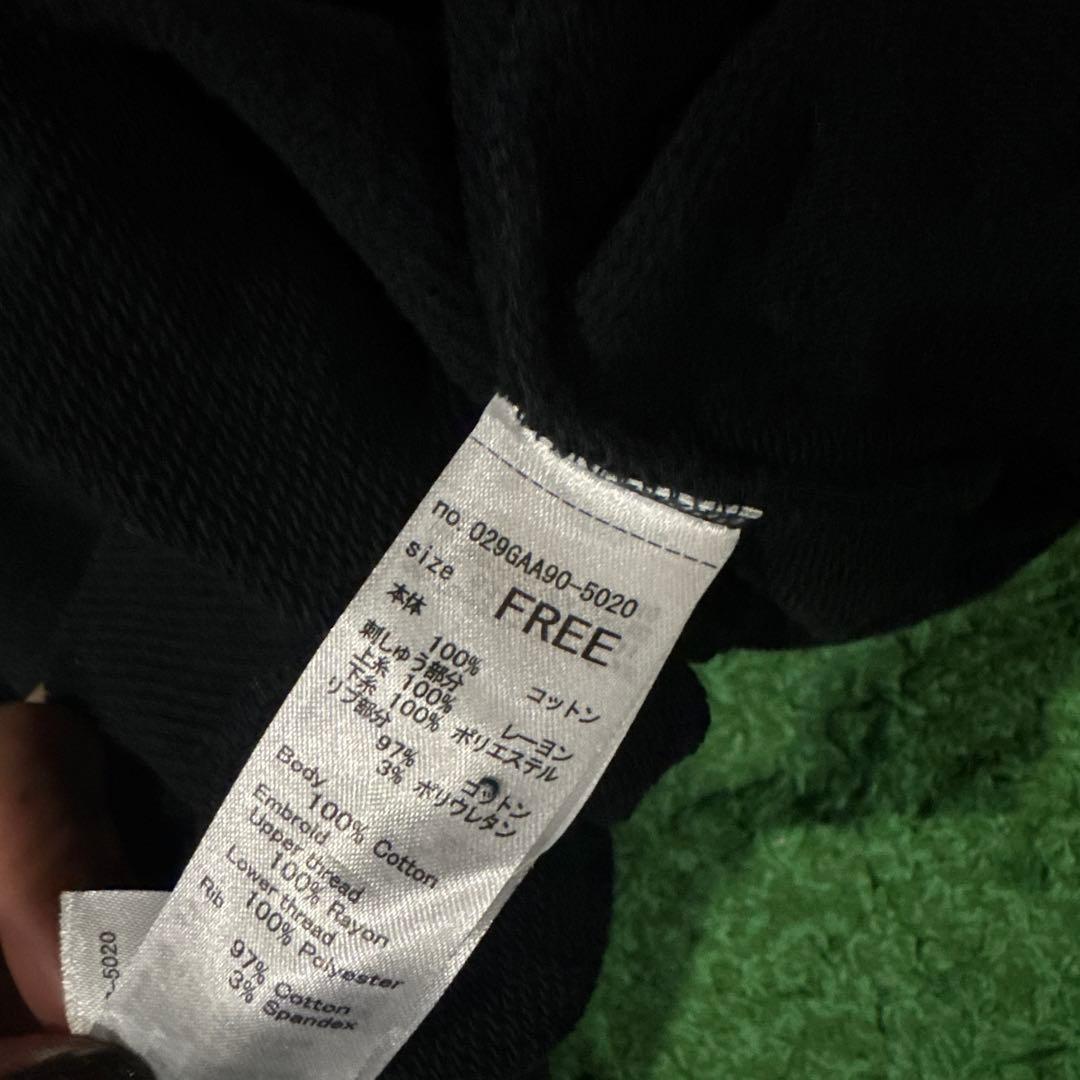 no. 029GAA90-5020
size FREE
本体
100% コットン
刺しゅう部分
上糸 100% レーヨン
下糸 100% ポリエステル
リブ部分
97% コットン
3% ポリウレタン
Body
100% Cotton
Embroid
Upper thread
100% Rayon
Lower thread
100% Polyester
Rib
97% Cotton
3% Spandex
-5020